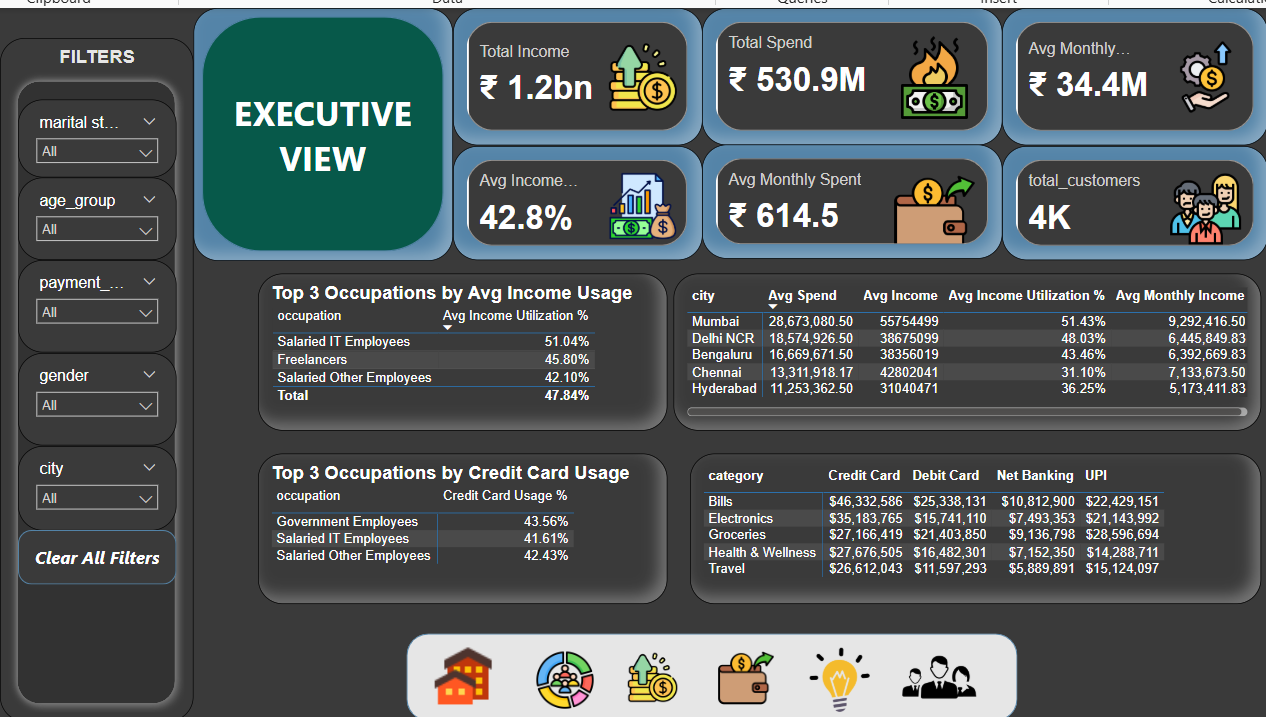 Clipboard Data Queries Insert Calculati
FILTERS
marital st...
All
age_group
All
payment_...
All
gender
All
city
All
Clear All Filters
EXECUTIVE
VIEW
Total Income
₹ 1.2bn
Total Spend
₹ 530.9M
Avg Monthly...
₹ 34.4M
Avg Income...
42.8%
Avg Monthly Spent
₹ 614.5
total_customers
4K
Top 3 Occupations by Avg Income Usage
occupation Avg Income Utilization %
Salaried IT Employees 51.04%
Freelancers 45.80%
Salaried Other Employees 42.10%
Total 47.84%
city Avg Spend Avg Income Avg Income Utilization % Avg Monthly Income
Mumbai 28,673,080.50 55754499 51.43% 9,292,416.50
Delhi NCR 18,574,926.50 38675099 48.03% 6,445,849.83
Bengaluru 16,669,671.50 38356019 43.46% 6,392,669.83
Chennai 13,311,918.17 42802041 31.10% 7,133,673.50
Hyderabad 11,253,362.50 31040471 36.25% 5,173,411.83
Top 3 Occupations by Credit Card Usage
occupation Credit Card Usage %
Government Employees 43.56%
Salaried IT Employees 41.61%
Salaried Other Employees 42.43%
category Credit Card Debit Card Net Banking UPI
Bills $46,332,586 $25,338,131 $10,812,900 $22,429,151
Electronics $35,183,765 $15,741,110 $7,493,353 $21,143,992
Groceries $27,166,419 $21,403,850 $9,136,798 $28,596,694
Health & Wellness $27,676,505 $16,482,301 $7,152,350 $14,288,711
Travel $26,612,043 $11,597,293 $5,889,891 $15,124,097